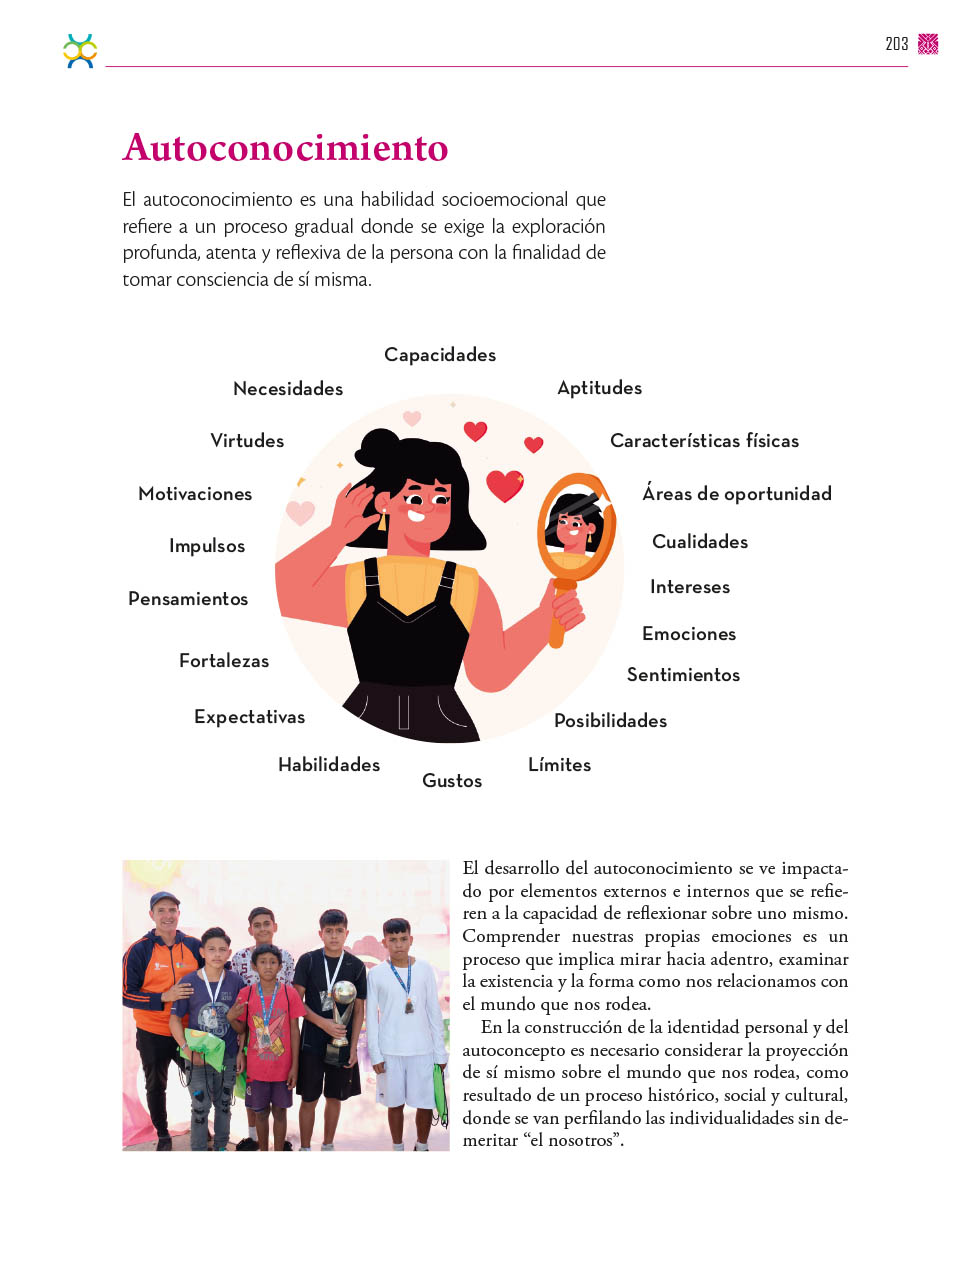 203
Autoconocimiento
El autoconocimiento es una habilidad socioemocional que
refiere a un proceso gradual donde se exige la exploración
profunda, atenta y reflexiva de la persona con la finalidad de
tomar consciencia de sí misma.
Capacidades
Necesidades
Aptitudes
Virtudes
Características físicas
Motivaciones
Áreas de oportunidad
Impulsos
Cualidades
Pensamientos
Intereses
Emociones
Fortalezas
Sentimientos
Expectativas
Posibilidades
Habilidades
Gustos
Límites
El desarrollo del autoconocimiento se ve impacta-
do por elementos externos e internos que se refie-
ren a la capacidad de reflexionar sobre uno mismo.
Comprender nuestras propias emociones es un
proceso que implica mirar hacia adentro, examinar
la existencia y la forma como nos relacionamos con
el mundo que nos rodea.
En la construcción de la identidad personal y del
autoconcepto es necesario considerar la proyección
de sí mismo sobre el mundo que nos rodea, como
resultado de un proceso histórico, social y cultural,
donde se van perfilando las individualidades sin de-
meritar “el nosotros”.